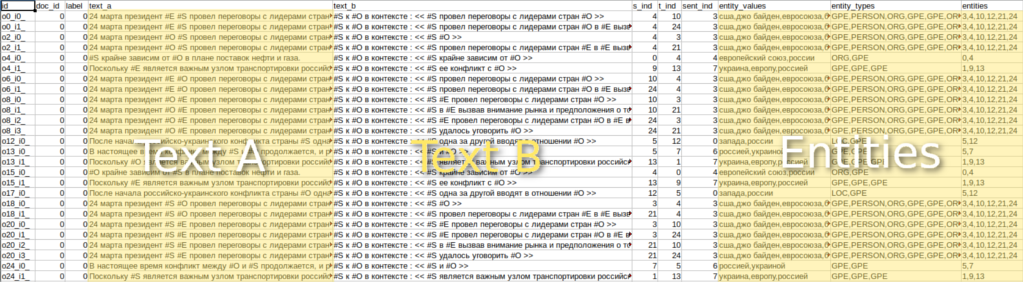 id doc_id label text_a text_b s_ind t_ind sent_ind entity_values entity_types entities
o0_i0_ 0 0 24 марта президент #E #S провел переговоры с лидерами стран #S к #O в контексте : << #S провел переговоры с лидерами стран #O >> 4 10 3 сша,джо байден,евросоюза, GPE,PERSON,ORG,GPE,GPE,OR 3,4,10,12,21,24
o0_i1_ 0 0 24 марта президент #E #S провел переговоры с лидерами стран #S к #O в контексте : << #S провел переговоры с лидерами стран #O в #E вызв 4 24 3 сша,джо байден,евросоюза, GPE,PERSON,ORG,GPE,GPE,OR 3,4,10,12,21,24
o2_i0_ 0 0 24 марта президент #O #S провел переговоры с лидерами стран #S к #O в контексте : << #S #O >> 4 3 3 сша,джо байден,евросоюза, GPE,PERSON,ORG,GPE,GPE,OR 3,4,10,12,21,24
o2_i1_ 0 0 24 марта президент #E #S провел переговоры с лидерами стран #S к #O в контексте : << #S провел переговоры с лидерами стран #E в #E вызв 4 21 3 сша,джо байден,евросоюза, GPE,PERSON,ORG,GPE,GPE,OR 3,4,10,12,21,24
o4_i0_ 0 0 #S крайне зависим от #O в плане поставок нефти и газа. #S к #O в контексте : << #S крайне зависим от #O >> 0 4 4 европейский союз,россии ORG,GPE 0,4
o4_i1_ 0 0 Поскольку #E является важным узлом транспортировки россий #S к #O в контексте : << #S ее конфликт с #O >> 9 13 7 украина,европу,россией GPE,GPE,GPE 1,9,13
o6_i0_ 0 0 24 марта президент #E #O провел переговоры с лидерами стран #S к #O в контексте : << #O провел переговоры с лидерами стран #S >> 10 4 3 сша,джо байден,евросоюза, GPE,PERSON,ORG,GPE,GPE,OR 3,4,10,12,21,24
o6_i1_ 0 0 24 марта президент #E #O провел переговоры с лидерами стран #S к #O в контексте : << #O провел переговоры с лидерами стран #S в #E вызв 24 4 3 сша,джо байден,евросоюза, GPE,PERSON,ORG,GPE,GPE,OR 3,4,10,12,21,24
o8_i0_ 0 0 24 марта президент #O #E провел переговоры с лидерами стран #S к #O в контексте : << #O #E провел переговоры с лидерами стран #S >> 10 3 3 сша,джо байден,евросоюза, GPE,PERSON,ORG,GPE,GPE,OR 3,4,10,12,21,24
o8_i1_ 0 0 24 марта президент #E #E провел переговоры с лидерами стран #S к #O в контексте : << #S в #E вызвав внимание рынка и предположения о то 10 21 3 сша,джо байден,евросоюза, GPE,PERSON,ORG,GPE,GPE,OR 3,4,10,12,21,24
o8_i2_ 0 0 24 марта президент #O #E провел переговоры с лидерами стран #S к #O в контексте : << #O #E провел переговоры с лидерами стран #E в #E в 24 3 3 сша,джо байден,евросоюза, GPE,PERSON,ORG,GPE,GPE,OR 3,4,10,12,21,24
o8_i3_ 0 0 24 марта президент #E #E провел переговоры с лидерами стран #S к #O в контексте : << #S удалось уговорить #O >> 24 21 3 сша,джо байден,евросоюза, GPE,PERSON,ORG,GPE,GPE,OR 3,4,10,12,21,24
o12_i0_ 0 0 После нача российско-украинского конфликта страны #S одна #S к #O в контексте : << #S одна за другой вводят в отношении #O >> 5 12 0 запада,россии LOC,GPE 5,12
o13_i0_ 0 0 В настоящее #S к #O в контексте : << #S и #O >> 5 7 6 россией,украиной GPE,GPE 5,7
o13_i1_ 0 0 Поскольку является важным узлом транспортировки россий #S к #O в контексте : является важным узлом транспортировки российс 13 1 7 украина,европу,россией GPE,GPE,GPE 1,9,13
o15_i0_ 0 0 #O крайне зависим от #S в плане поставок нефти и газа. #S к #O в контексте : крайне зависим от 4 0 4 европейский союз,россии ORG,GPE 0,4
o15_i1_ 0 0 Поскольку #E является важным узлом транспортировки россий #S к #O в контексте : << #S ее конфликт с #O >> 13 9 7 украина,европу,россией GPE,GPE,GPE 1,9,13
o17_i0_ 0 0 После начала российско-украинского конфликта страны #O одна #S к #O в контексте : << #S одна за другой вводят в отношении #O >> 12 5 0 запада,россии LOC,GPE 5,12
o18_i0_ 0 0 24 марта президент #S #O провел переговоры с лидерами стран #S к #O в контексте : << #S #O >> 3 4 3 сша,джо байден,евросоюза, GPE,PERSON,ORG,GPE,GPE,OR 3,4,10,12,21,24
o18_i1_ 0 0 24 марта президент #E #O провел переговоры с лидерами стран #S к #O в контексте : << #S провел переговоры с лидерами стран #E в #E вызв 21 4 3 сша,джо байден,евросоюза, GPE,PERSON,ORG,GPE,GPE,OR 3,4,10,12,21,24
o20_i0_ 0 0 24 марта президент #S #E провел переговоры с лидерами стран #S к #O в контексте : << #S #E провел переговоры с лидерами стран #O >> 3 10 3 сша,джо байден,евросоюза, GPE,PERSON,ORG,GPE,GPE,OR 3,4,10,12,21,24
o20_i1_ 0 0 24 марта президент #S #E провел переговоры с лидерами стран #S к #O в контексте : << #S #E провел переговоры с лидерами стран #E в #E в 3 24 3 сша,джо байден,евросоюза, GPE,PERSON,ORG,GPE,GPE,OR 3,4,10,12,21,24
o20_i2_ 0 0 24 марта президент #E #E провел переговоры с лидерами стран #S к #O в контексте : << #S в #E вызвав внимание рынка и предположения о то 21 10 3 сша,джо байден,евросоюза, GPE,PERSON,ORG,GPE,GPE,OR 3,4,10,12,21,24
o20_i3_ 0 0 24 марта президент #E #E провел переговоры с лидерами стран #S к #O в контексте : << #S удалось уговорить #O >> 21 24 3 сша,джо байден,евросоюза, GPE,PERSON,ORG,GPE,GPE,OR 3,4,10,12,21,24
o24_i0_ 0 0 В настоящее время конфликт между #O и #S продолжается, и р #S к #O в контексте : << #S и #O >> 7 5 6 россией,украиной GPE,GPE 5,7
o24_i1_ 0 0 Поскольку #S является важным узлом транспортировки россий #S к #O в контексте : << #S является важным узлом транспортировки российс 1 13 7 украина,европу,россией GPE,GPE,GPE 1,9,13
Text A Text B Entities